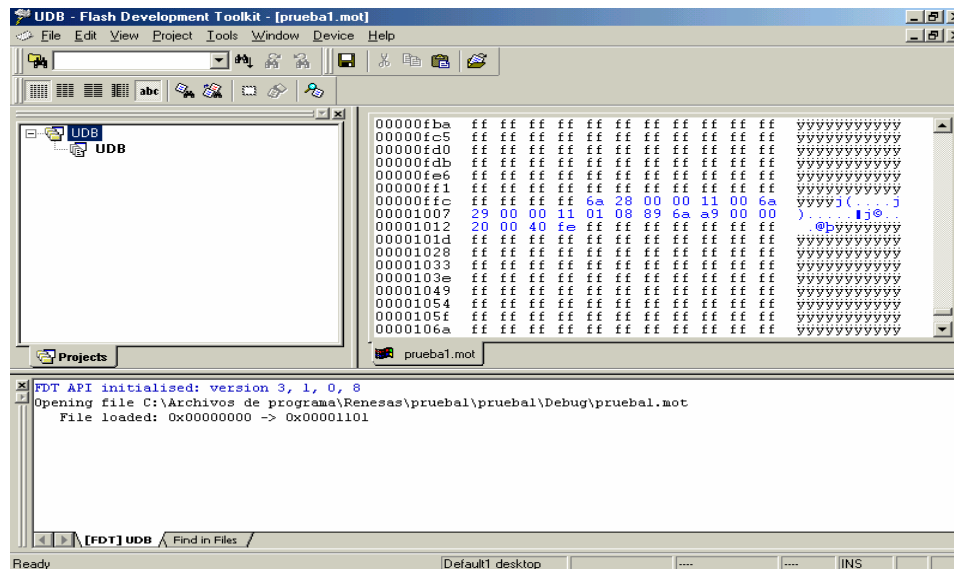 UDB - Flash Development Toolkit - [prueba1.mot]
File Edit View Project Tools Window Device Help
abc
UDB
UDB
Projects
00000fba ff ff ff ff ff ff ff ff ff ff ff ÿÿÿÿÿÿÿÿÿÿÿ
00000fc5 ff ff ff ff ff ff ff ff ff ff ff ÿÿÿÿÿÿÿÿÿÿÿ
00000fd0 ff ff ff ff ff ff ff ff ff ff ff ÿÿÿÿÿÿÿÿÿÿÿ
00000fdb ff ff ff ff ff ff ff ff ff ff ff ÿÿÿÿÿÿÿÿÿÿÿ
00000fe6 ff ff ff ff ff ff ff ff ff ff ff ÿÿÿÿÿÿÿÿÿÿÿ
00000ff1 ff ff ff ff ff ff ff ff ff ff ff ÿÿÿÿÿÿÿÿÿÿÿ
00000ffc ff ff ff ff 6a 28 00 00 11 00 6a ÿÿÿÿj(....j
00001007 29 00 00 11 01 08 89 6a a9 00 00 ).....▮j©..
00001012 20 00 40 fe ff ff ff ff ff ff ff .@þÿÿÿÿÿÿÿ
0000101d ff ff ff ff ff ff ff ff ff ff ff ÿÿÿÿÿÿÿÿÿÿÿ
00001028 ff ff ff ff ff ff ff ff ff ff ff ÿÿÿÿÿÿÿÿÿÿÿ
00001033 ff ff ff ff ff ff ff ff ff ff ff ÿÿÿÿÿÿÿÿÿÿÿ
0000103e ff ff ff ff ff ff ff ff ff ff ff ÿÿÿÿÿÿÿÿÿÿÿ
00001049 ff ff ff ff ff ff ff ff ff ff ff ÿÿÿÿÿÿÿÿÿÿÿ
00001054 ff ff ff ff ff ff ff ff ff ff ff ÿÿÿÿÿÿÿÿÿÿÿ
0000105f ff ff ff ff ff ff ff ff ff ff ff ÿÿÿÿÿÿÿÿÿÿÿ
0000106a ff ff ff ff ff ff ff ff ff ff ff ÿÿÿÿÿÿÿÿÿÿÿ
prueba1.mot
FDT API initialised: version 3, 1, 0, 8
Opening file C:\Archivos de programa\Renesas\prueba1\prueba1\Debug\prueba1.mot
File loaded: 0x00000000 -> 0x00001101
[FDT] UDB Find in Files
Ready Default1 desktop ---- ---- INS